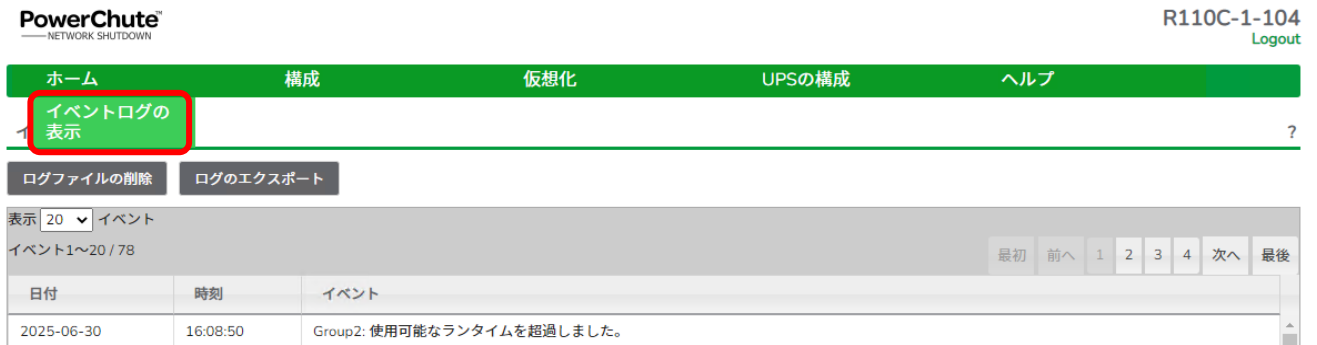 PowerChute™
NETWORK SHUTDOWN
R110C-1-104
Logout
ホーム 構成 仮想化 UPSの構成 ヘルプ
イベントログの
表示
イ ?
ログファイルの削除 ログのエクスポート
表示 20 イベント
イベント1～20 / 78
最初 前へ 1 2 3 4 次へ 最後
日付 時刻 イベント
2025-06-30 16:08:50 Group2: 使用可能なランタイムを超過しました。